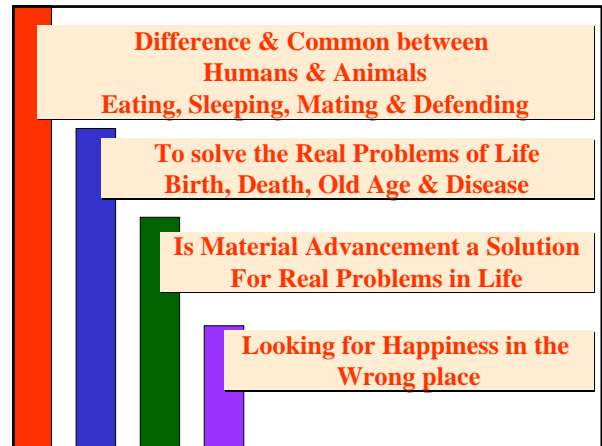 Difference & Common between
Humans & Animals
Eating, Sleeping, Mating & Defending
To solve the Real Problems of Life
Birth, Death, Old Age & Disease
Is Material Advancement a Solution
For Real Problems in Life
Looking for Happiness in the
Wrong place